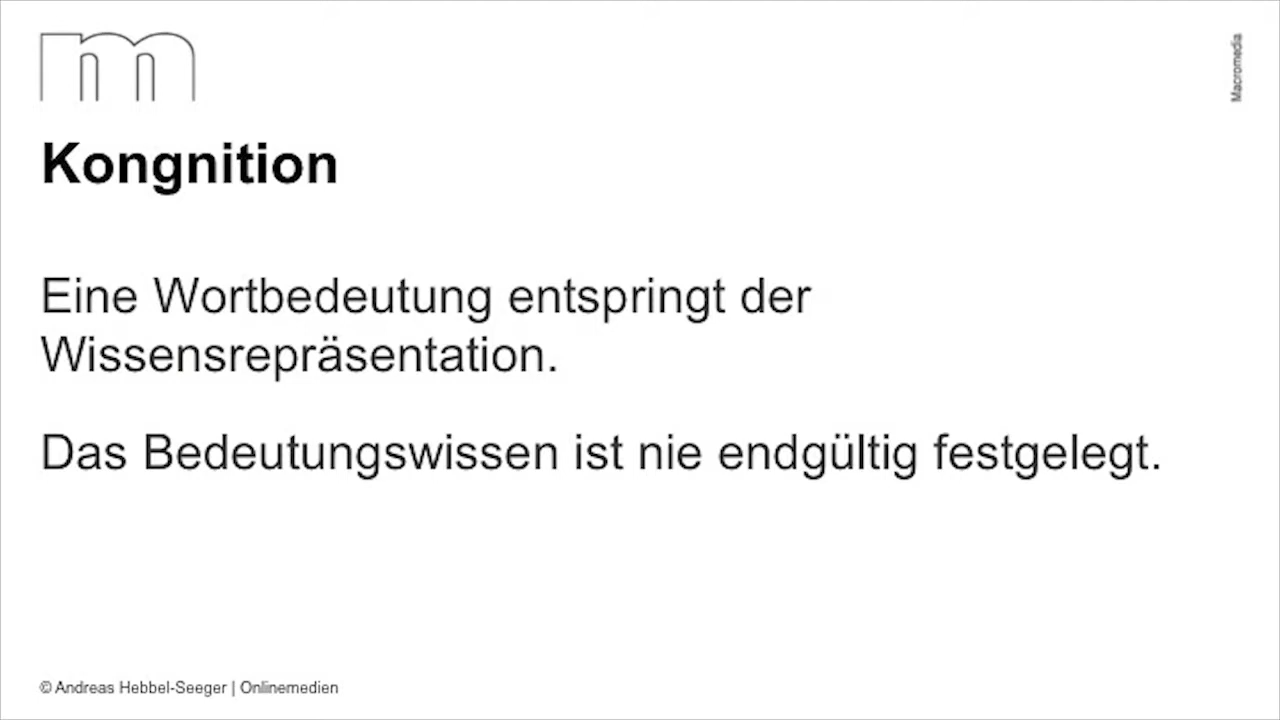 m
Macromedia
Kongnition
Eine Wortbedeutung entspringt der
Wissensrepräsentation.
Das Bedeutungswissen ist nie endgültig festgelegt.
© Andreas Hebbel-Seeger | Onlinemedien